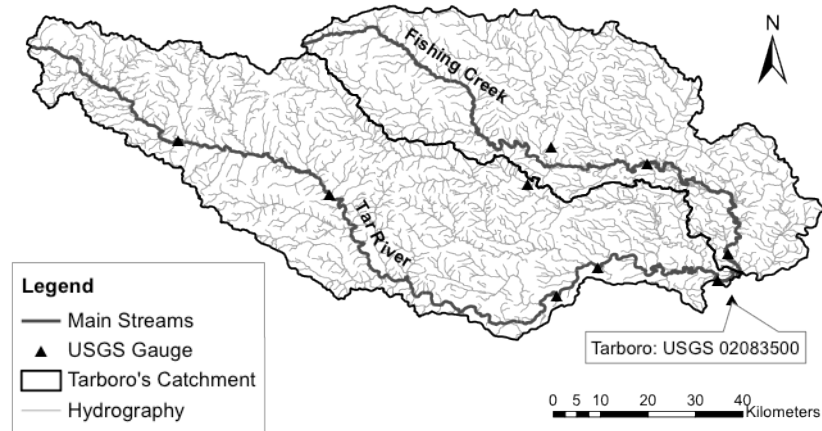 N
Fishing Creek
Tar River
Legend
Main Streams
USGS Gauge
Tarboro's Catchment
Hydrography
Tarboro: USGS 02083500
0 5 10 20 30 40
Kilometers